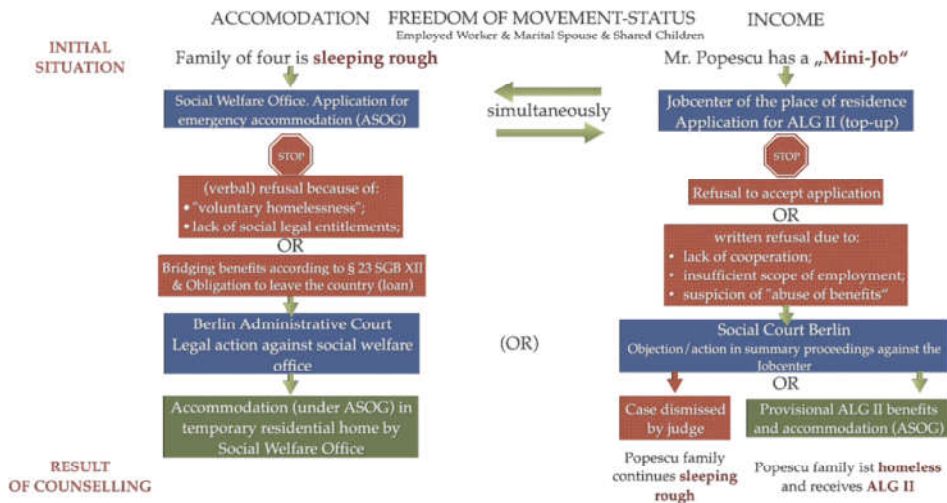 ACCOMODATION
FREEDOM OF MOVEMENT-STATUS
INCOME
Employed Worker & Marital Spouse & Shared Children
INITIAL
SITUATION
Family of four is sleeping rough
Mr. Popescu has a „Mini-Job“
Social Welfare Office. Application for
emergency accommodation (ASOG)
simultaneously
Jobcenter of the place of residence
Application for ALG II (top-up)
STOP
STOP
(verbal) refusal because of:
• "voluntary homelessness";
• lack of social legal entitlements;
OR
Bridging benefits according to § 23 SGB XII
& Obligation to leave the country (loan)
Refusal to accept application
OR
written refusal due to:
• lack of cooperation;
• insufficient scope of employment;
• suspicion of "abuse of benefits"
Berlin Administrative Court
Legal action against social welfare
office
(OR)
Social Court Berlin
Objection/action in summary proceedings against the
Jobcenter
OR
Accommodation (under ASOG) in
temporary residential home by
Social Welfare Office
Case dismissed
by judge
Provisional ALG II benefits
and accommodation (ASOG)
RESULT
OF COUNSELLING
Popescu family
continues sleeping
rough
Popescu family ist homeless
and receives ALG II